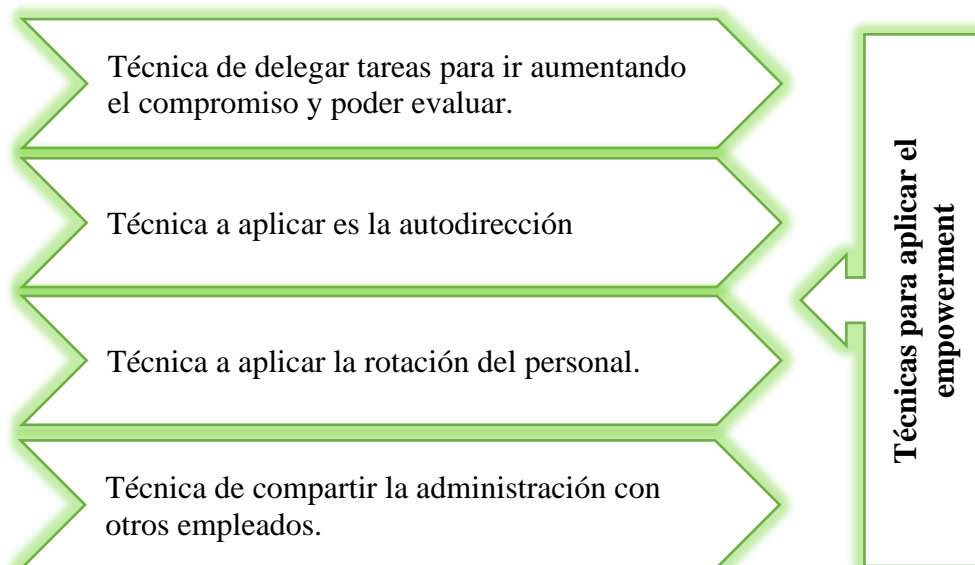 Técnica de delegar tareas para ir aumentando
el compromiso y poder evaluar.
Técnica a aplicar es la autodirección
Técnica a aplicar la rotación del personal.
Técnica de compartir la administración con
otros empleados.
Técnicas para aplicar el
empowerment